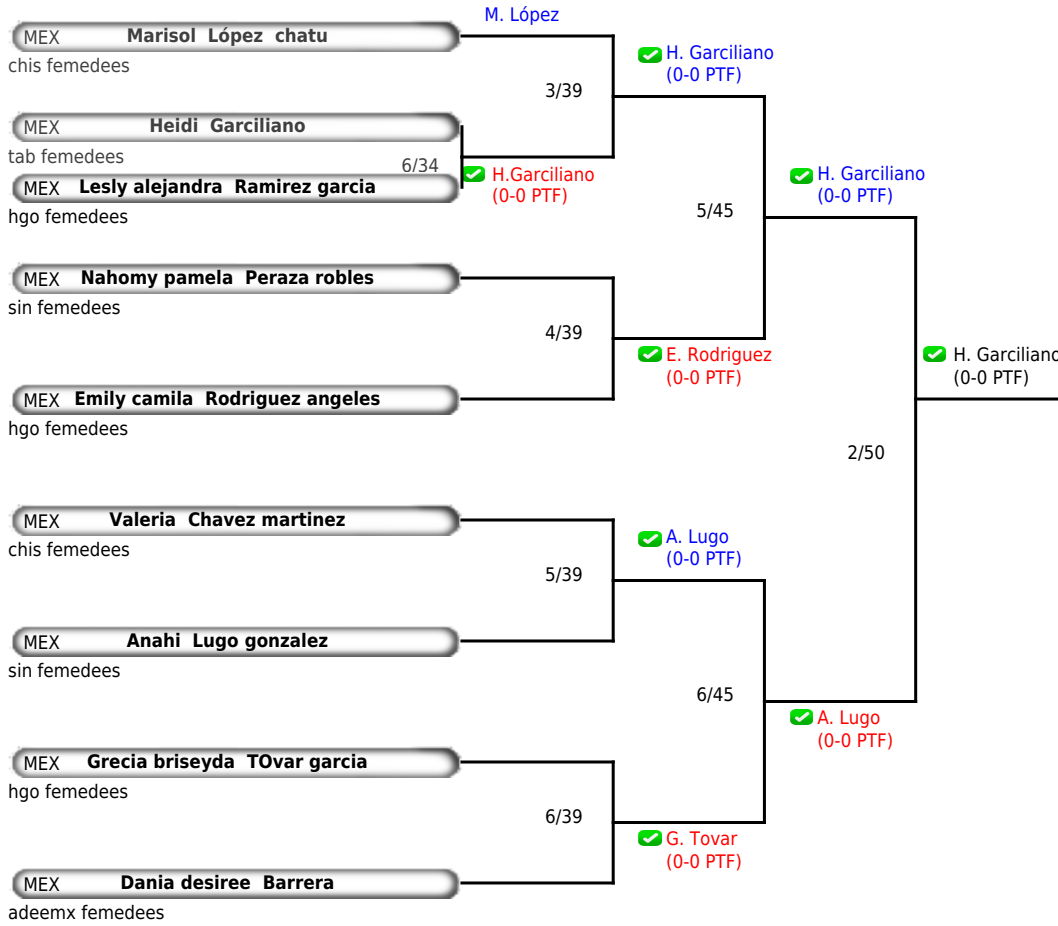 M. López
MEX Marisol López chatu
chis femedees
H. Garciliano
(0-0 PTF)
3/39
MEX Heidi Garciliano
tab femedees
6/34
H.Garciliano
(0-0 PTF)
MEX Lesly alejandra Ramirez garcia
hgo femedees
H. Garciliano
(0-0 PTF)
5/45
MEX Nahomy pamela Peraza robles
sin femedees
4/39
E. Rodriguez
(0-0 PTF)
H. Garciliano
(0-0 PTF)
MEX Emily camila Rodriguez angeles
hgo femedees
2/50
MEX Valeria Chavez martinez
chis femedees
A. Lugo
(0-0 PTF)
5/39
MEX Anahi Lugo gonzalez
sin femedees
6/45
A. Lugo
(0-0 PTF)
MEX Grecia briseyda TOvar garcia
hgo femedees
6/39
G. Tovar
(0-0 PTF)
MEX Dania desiree Barrera
adeemx femedees